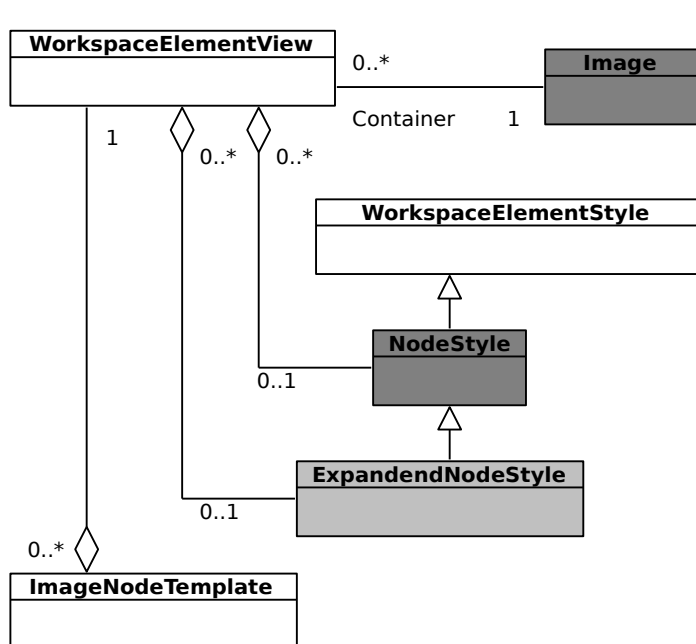 WorkspaceElementView
0..*
Image
Container
1
1
0..*
0..*
WorkspaceElementStyle
NodeStyle
0..1
ExpandendNodeStyle
0..1
0..*
ImageNodeTemplate